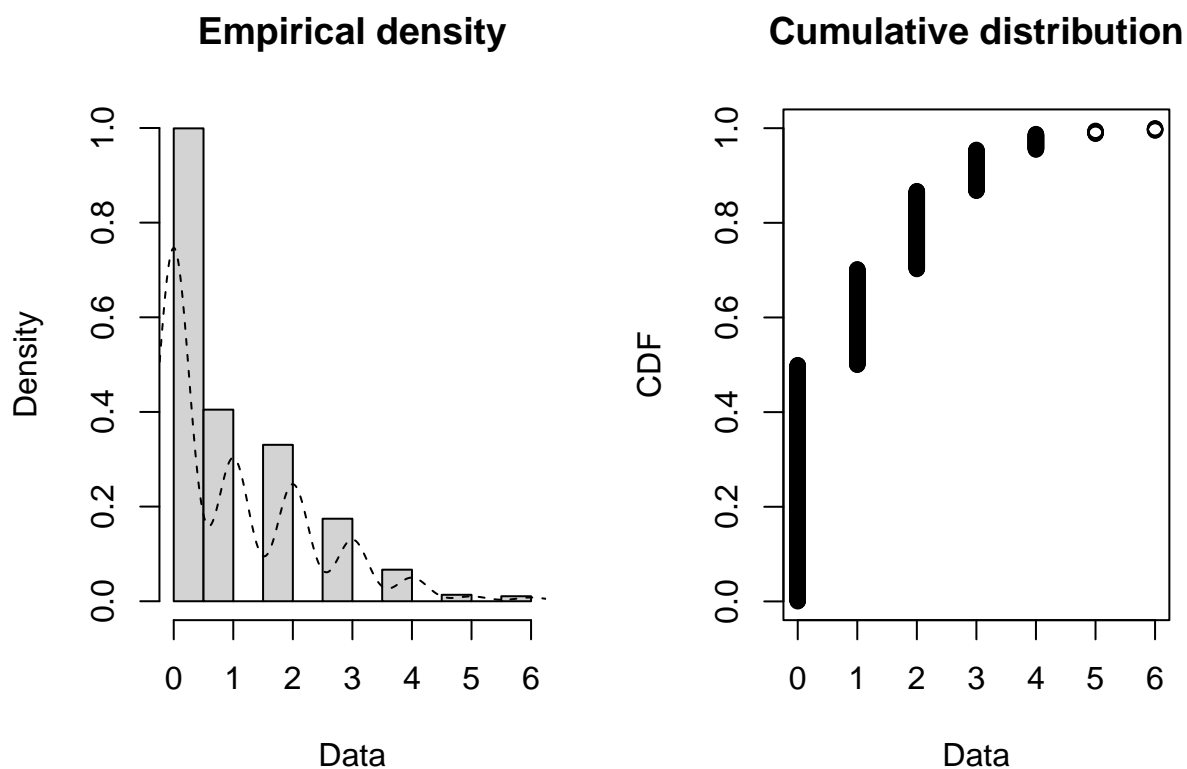 Empirical density
Cumulative distribution
Density
0.0 0.2 0.4 0.6 0.8 1.0
0 1 2 3 4 5 6
Data
CDF
0.0 0.2 0.4 0.6 0.8 1.0
0 1 2 3 4 5 6
Data